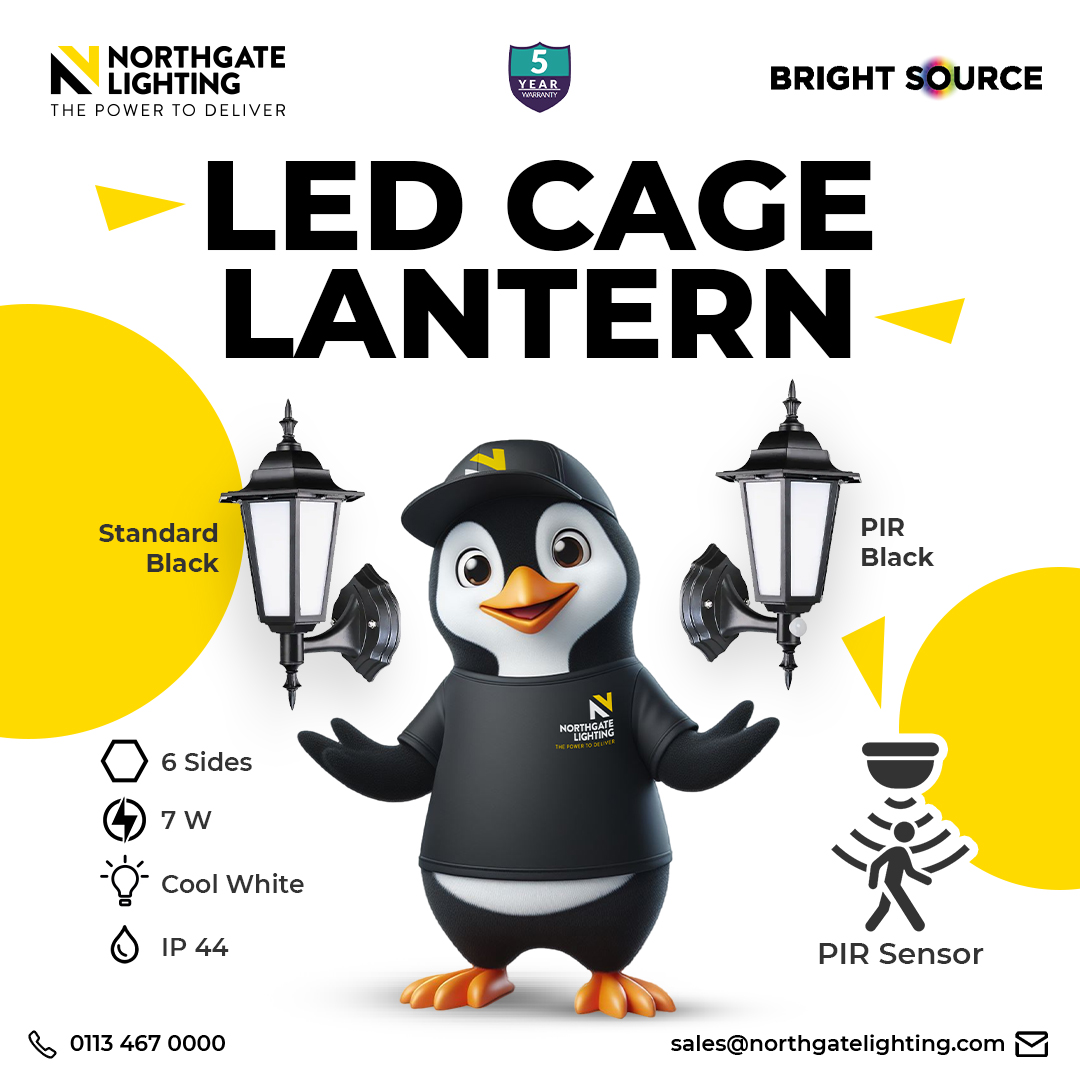 NORTHGATE
LIGHTING
THE POWER TO DELIVER
5
YEAR
WARRANTY
BRIGHT SOURCE
LED CAGE
LANTERN
Standard
Black
PIR
Black
NORTHGATE
LIGHTING
THE POWER TO DELIVER
6 Sides
7 W
Cool White
IP 44
PIR Sensor
0113 467 0000
sales@northgatelighting.com